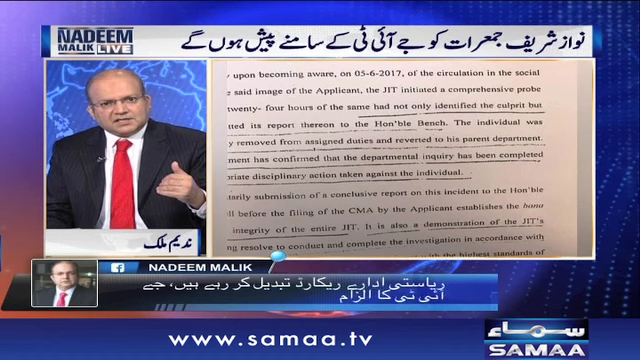 NADEEM
MALIK LIVE
نواز شریف جمعرات کو جے آئی ٹی کے سامنے پیش ہوں گے
y upon becoming aware, on 05-6-2017, of the circulation in the social
e said image of the Applicant, the JIT initiated a comprehensive probe
twenty- four hours of the same had not only identified the culprit but
tted its report thereon to the Hon'ble Bench. The individual was
y removed from assigned duties and reverted to his parent department.
ment has confirmed that the departmental inquiry has been completed
priate disciplinary action taken against the individual.
tarily submission of a conclusive report on this incident to the Hon'ble
ll before the filing of the CMA by the Applicant establishes the bona
integrity of the entire JIT. It is also a demonstration of the JIT's
ng resolve to conduct and complete the investigation in accordance with
the highest standards of
ندیم ملک
NADEEM MALIK
ریاستی ادارے ریکارڈ تبدیل کر رہے ہیں، جے
آئی ٹی کا الزام
www.samaa.tv
سماء
SAMAA